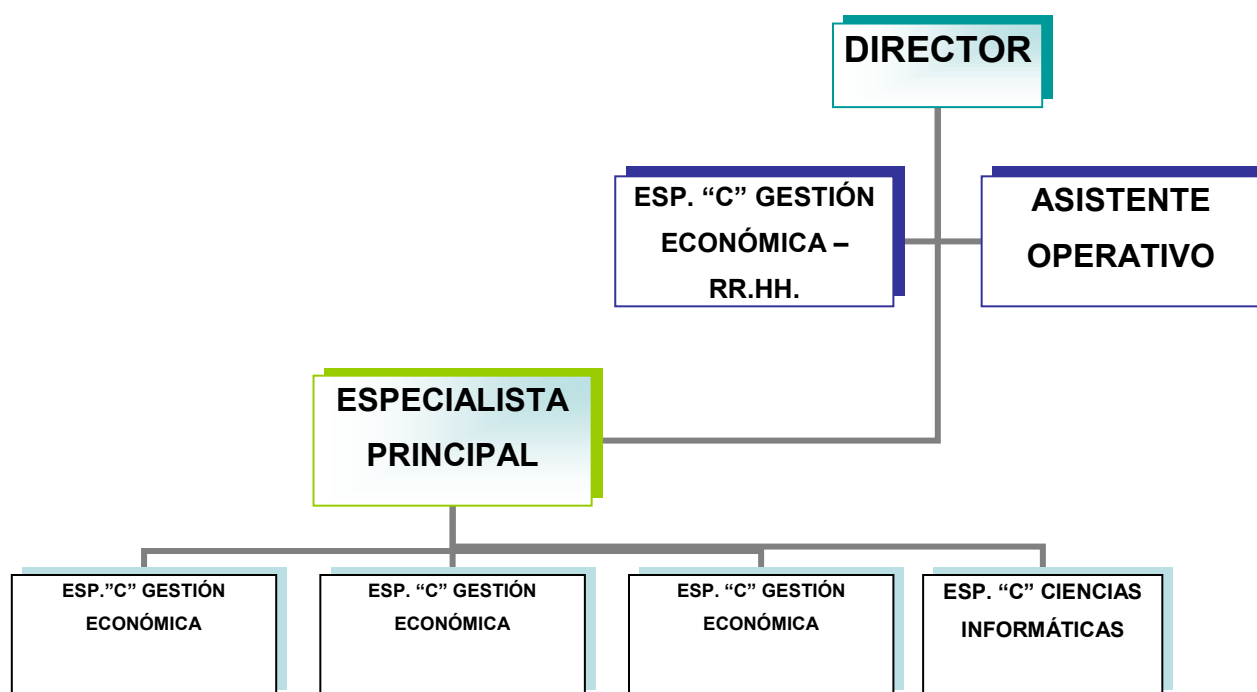 DIRECTOR
ESP. “C” GESTIÓN
ECONÓMICA –
RR.HH.
ASISTENTE
OPERATIVO
ESPECIALISTA
PRINCIPAL
ESP.”C” GESTIÓN
ECONÓMICA
ESP. “C” GESTIÓN
ECONÓMICA
ESP. “C” GESTIÓN
ECONÓMICA
ESP. “C” CIENCIAS
INFORMÁTICAS